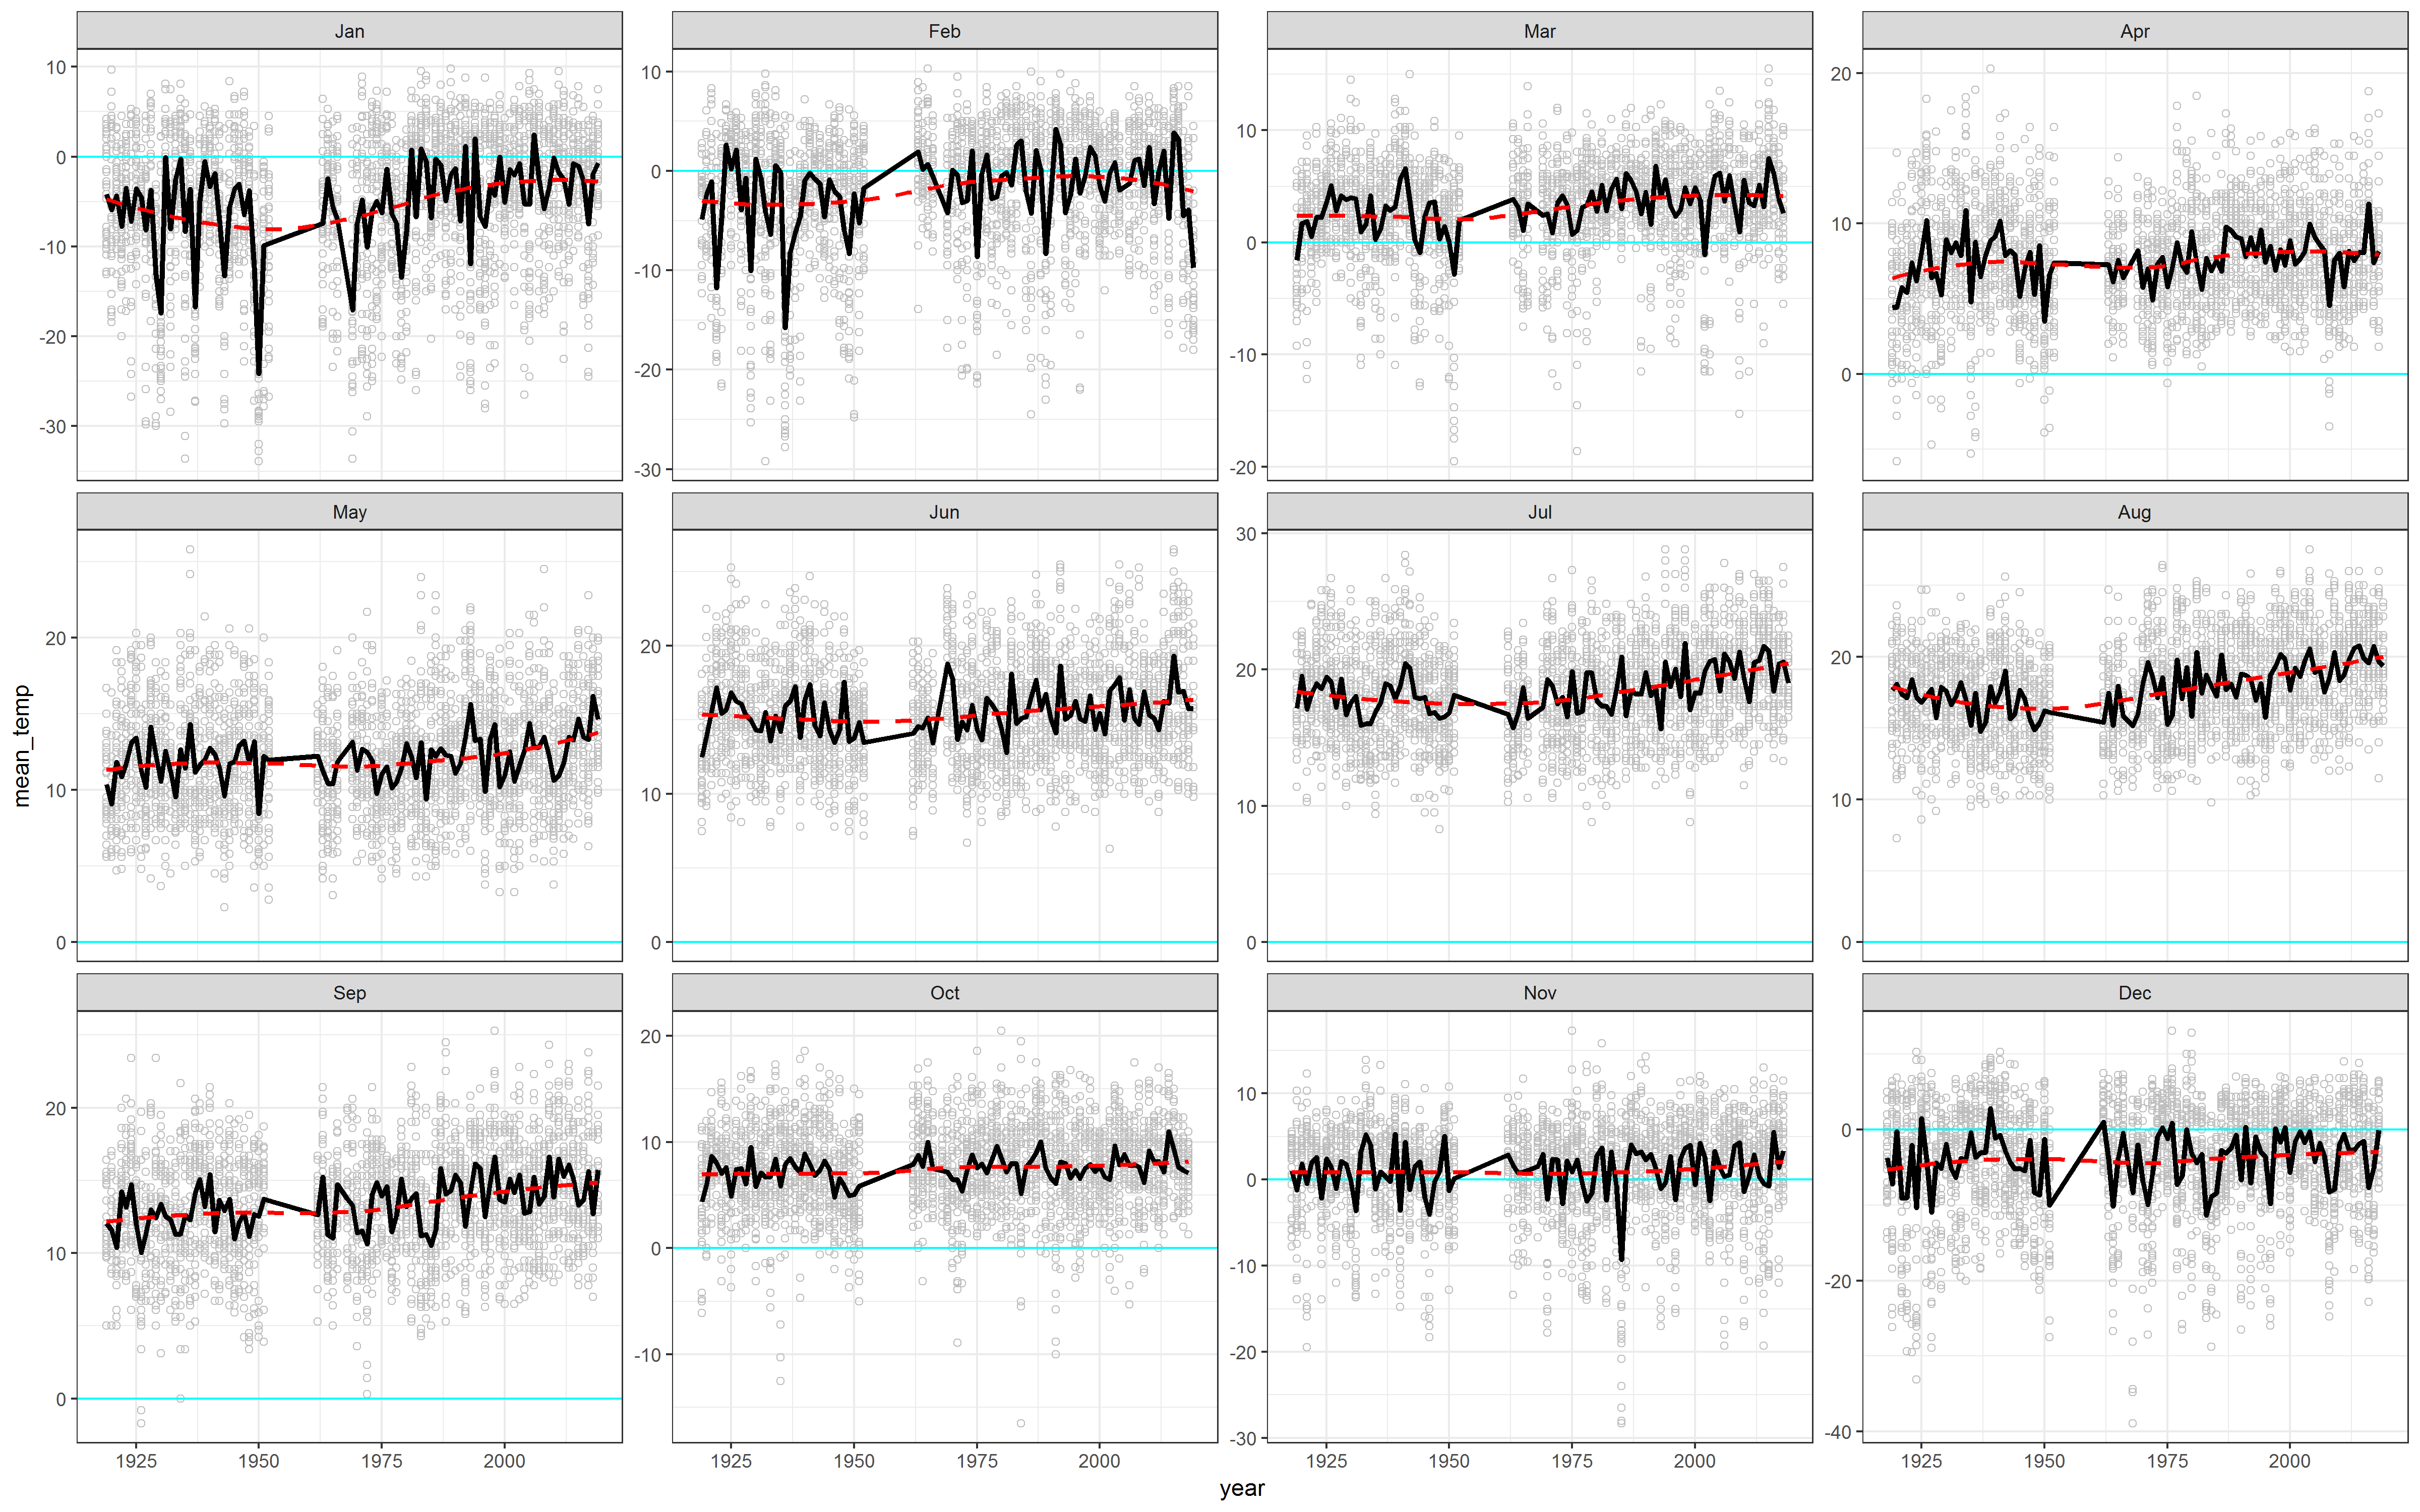 Jan Feb Mar Apr
10 10 10 20
0 0 0 10
-10 -10 -10 0
-20 -20 -20
-30 -30
May Jun Jul Aug
20 20 30 20
10 10 20 10
0 0 10 0
0
mean_temp
Sep Oct Nov Dec
20 20 10 0
10 10 0 -20
0 0 -10 -40
-10 -20
-30
1925 1950 1975 2000 1925 1950 1975 2000 1925 1950 1975 2000 1925 1950 1975 2000
year